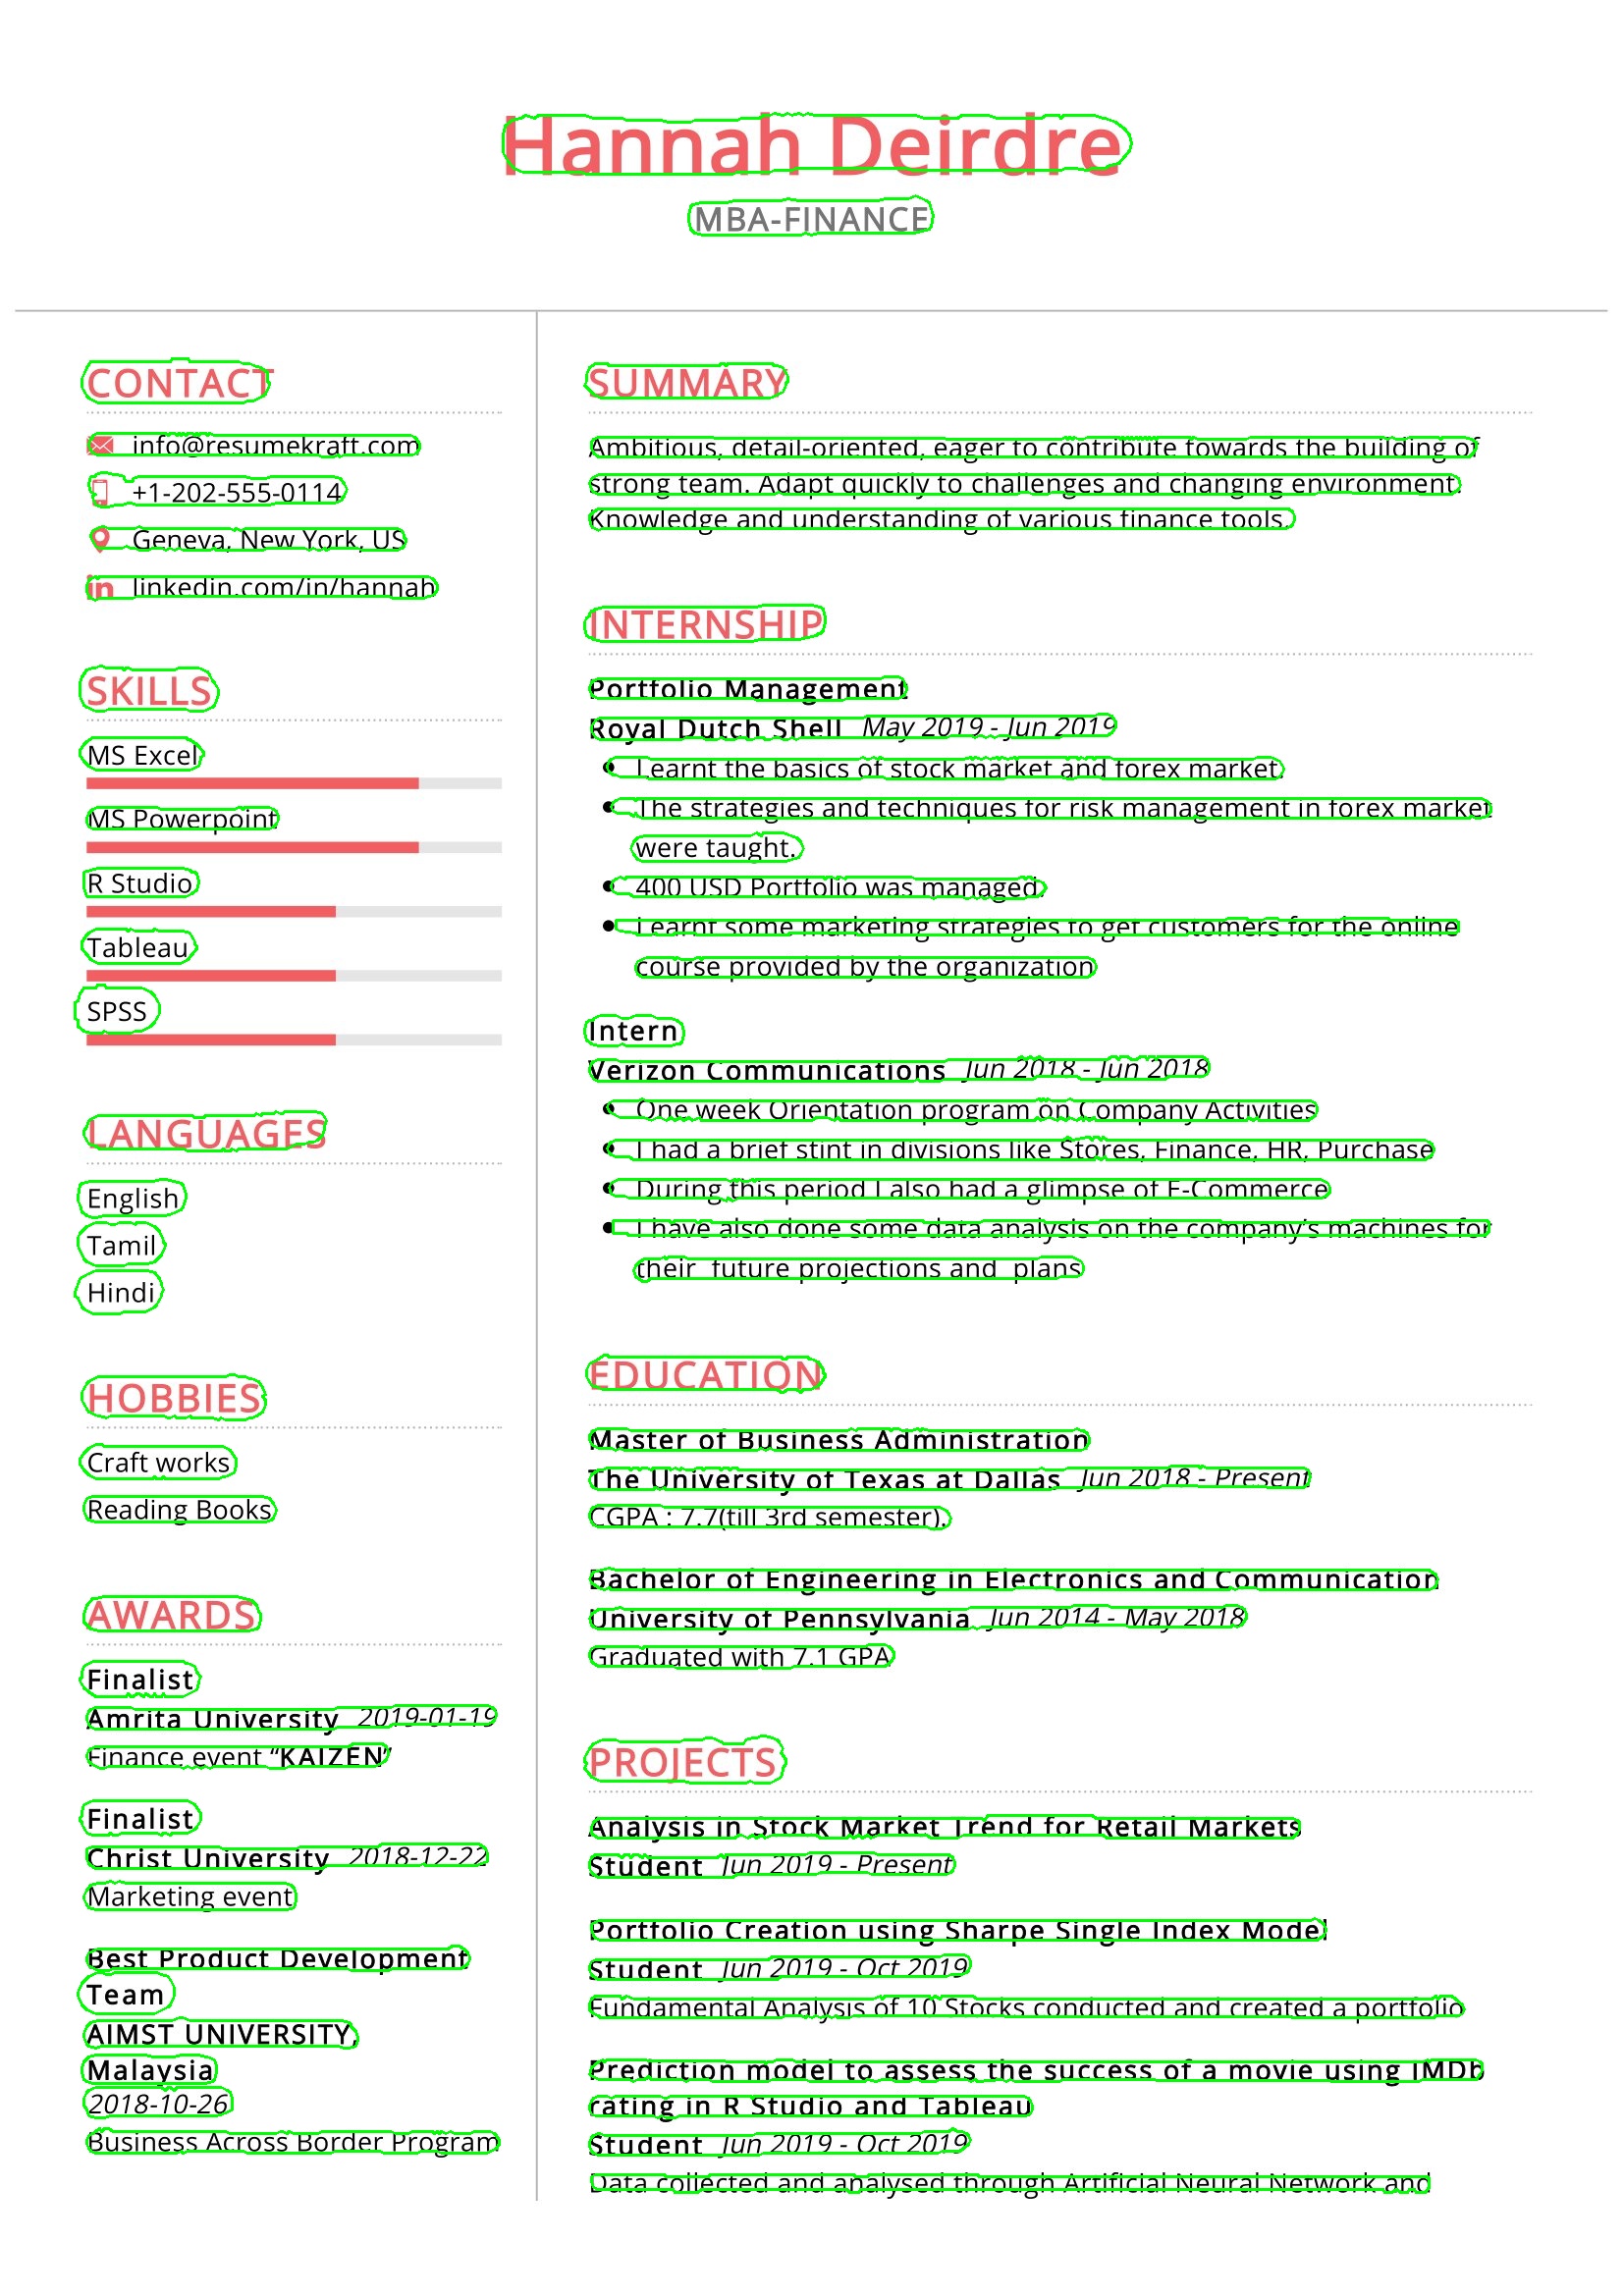 Hannah Deirdre
MBA-FINANCE
CONTACT
info@resumekraft.com
+1-202-555-0114
Geneva, New York, US
in linkedin.com/in/hannah
SKILLS
MS Excel
MS Powerpoint
R Studio
Tableau
SPSS
LANGUAGES
English
Tamil
Hindi
HOBBIES
Craft works
Reading Books
AWARDS
Finalist
Amrita University 2019-01-19
Finance event “KAIZEN”
Finalist
Christ University 2018-12-22
Marketing event
Best Product Development
Team
AIMST UNIVERSITY,
Malaysia
2018-10-26
Business Across Border Program
SUMMARY
Ambitious, detail-oriented, eager to contribute towards the building of
strong team. Adapt quickly to challenges and changing environment.
Knowledge and understanding of various finance tools.
INTERNSHIP
Portfolio Management
Royal Dutch Shell May 2019 - Jun 2019
• Learnt the basics of stock market and forex market.
• The strategies and techniques for risk management in forex market
were taught.
• 400 USD Portfolio was managed.
• Learnt some marketing strategies to get customers for the online
course provided by the organization
Intern
Verizon Communications Jun 2018 - Jun 2018
• One week Orientation program on Company Activities
• I had a brief stint in divisions like Stores, Finance, HR, Purchase
• During this period I also had a glimpse of E-Commerce
• I have also done some data analysis on the company's machines for
their future projections and plans
EDUCATION
Master of Business Administration
The University of Texas at Dallas Jun 2018 - Present
CGPA : 7.7(till 3rd semester).
Bachelor of Engineering in Electronics and Communication
University of Pennsylvania Jun 2014 - May 2018
Graduated with 7.1 GPA
PROJECTS
Analysis in Stock Market Trend for Retail Markets
Student Jun 2019 - Present
Portfolio Creation using Sharpe Single Index Model
Student Jun 2019 - Oct 2019
Fundamental Analysis of 10 Stocks conducted and created a portfolio
Prediction model to assess the success of a movie using IMDb
rating in R Studio and Tableau
Student Jun 2019 - Oct 2019
Data collected and analysed through Artificial Neural Network and